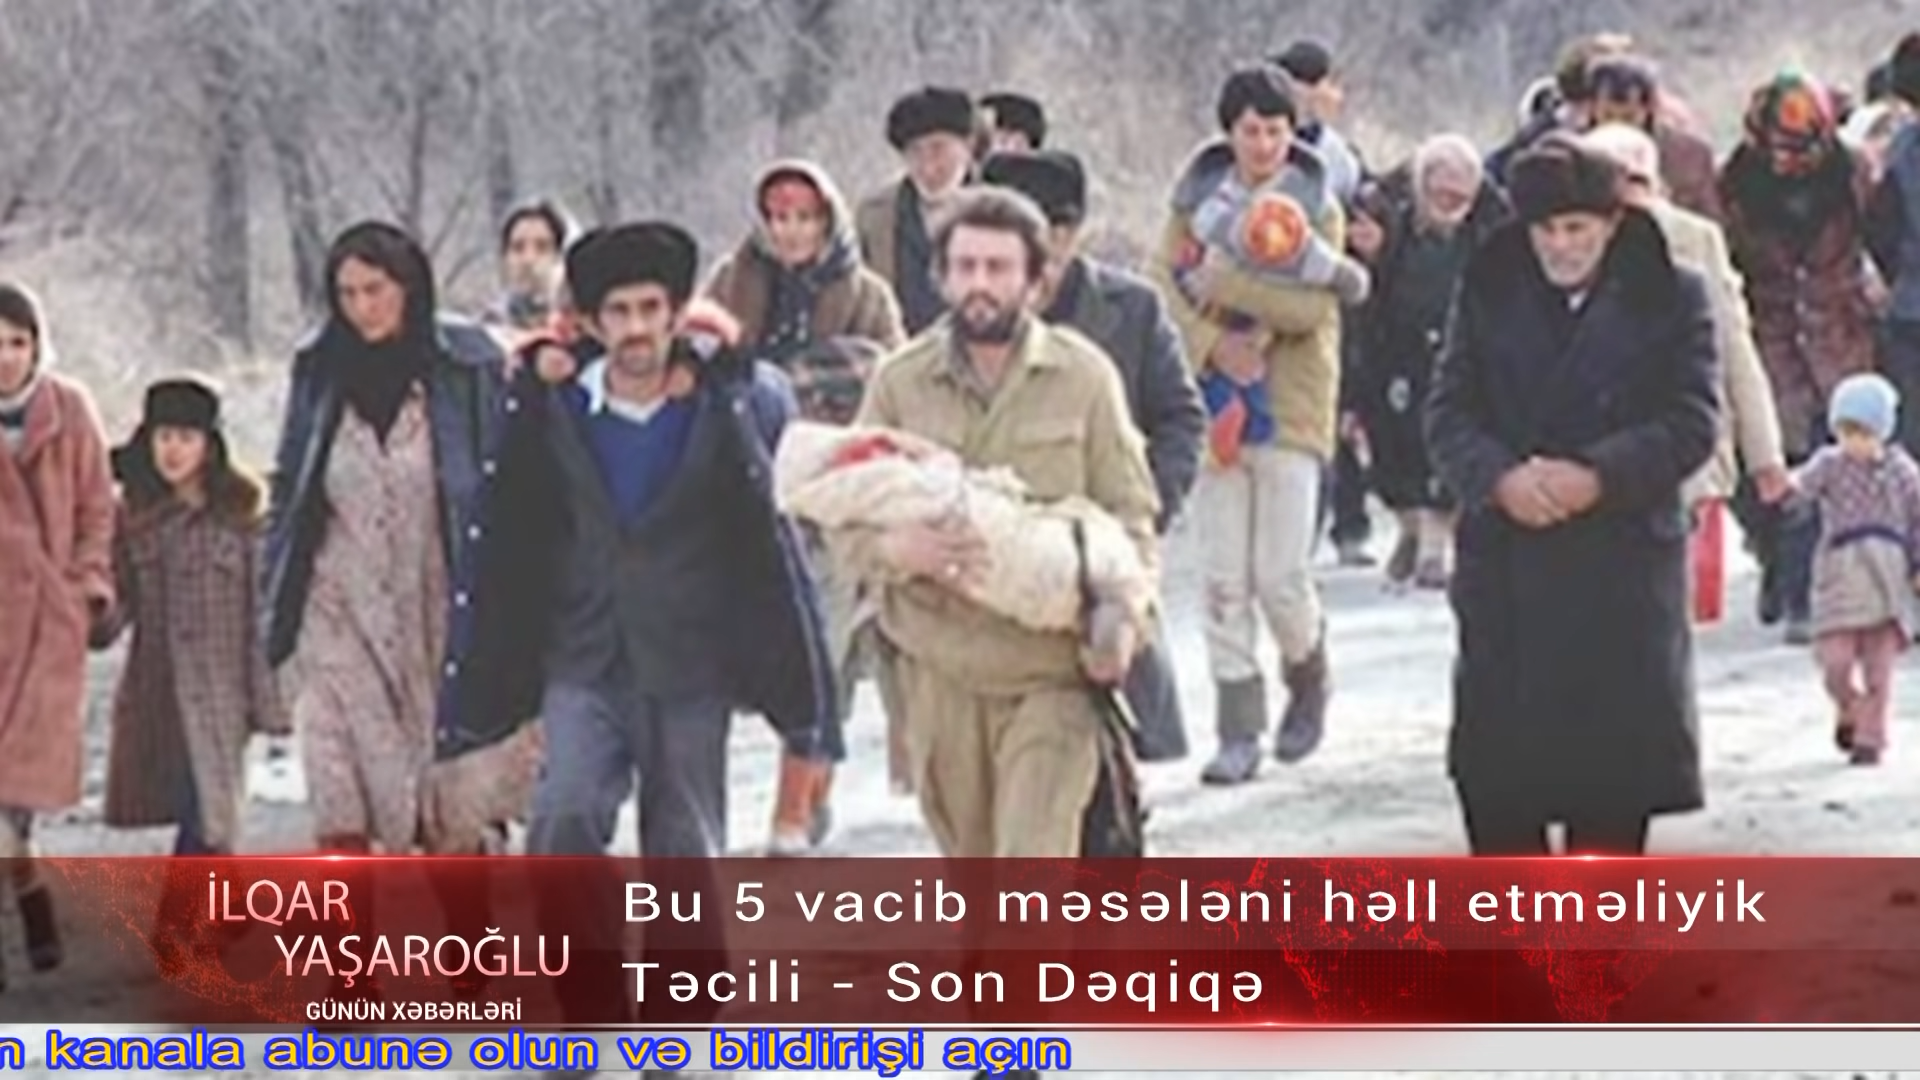 İLQAR
YAŞAROĞLU
GÜNÜN XƏBƏRLƏRİ
Bu 5 vacib məsələni həll etməliyik
Təcili - Son Dəqiqə
kanala abunə olun və bildirişi açın